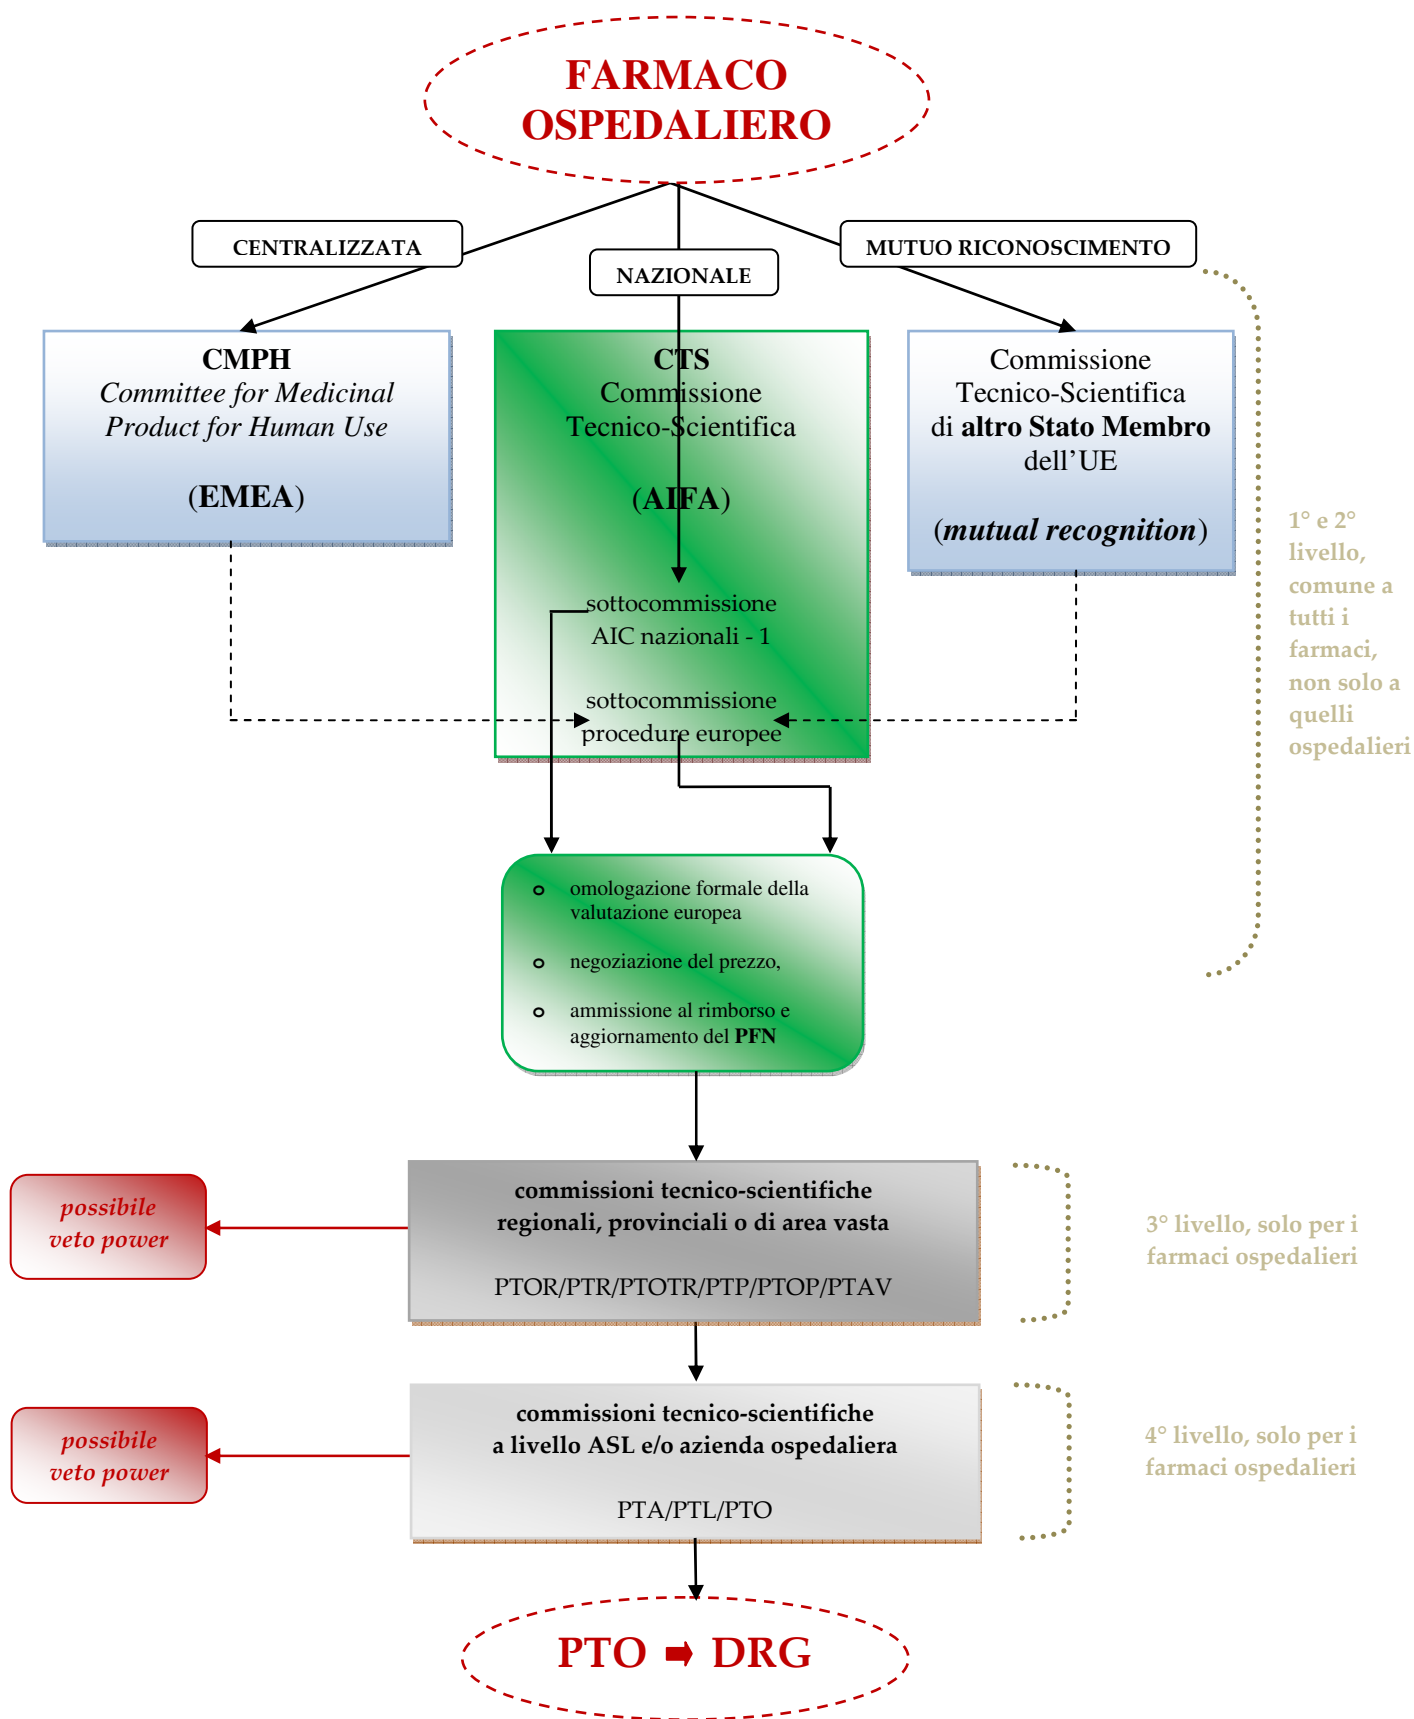 FARMACO
OSPEDALIERO
CENTRALIZZATA
NAZIONALE
MUTUO RICONOSCIMENTO
CMPH
Committee for Medicinal
Product for Human Use
(EMEA)
CTS
Commissione
Tecnico-Scientifica
(AIFA)
sottocommissione
AIC nazionali - 1
sottocommissione
procedure europee
Commissione
Tecnico-Scientifica
di altro Stato Membro
dell'UE
(mutual recognition)
1° e 2°
livello,
comune a
tutti i
farmaci,
non solo a
quelli
ospedalieri
omologazione formale della
valutazione europea
negoziazione del prezzo,
ammissione al rimborso e
aggiornamento del PFN
possibile
veto power
commissioni tecnico-scientifiche
regionali, provinciali o di area vasta
PTOR/PTR/PTOTR/PTP/PTOP/PTAV
3° livello, solo per i
farmaci ospedalieri
possibile
veto power
commissioni tecnico-scientifiche
a livello ASL e/o azienda ospedaliera
PTA/PTL/PTO
4° livello, solo per i
farmaci ospedalieri
PTO ➡ DRG